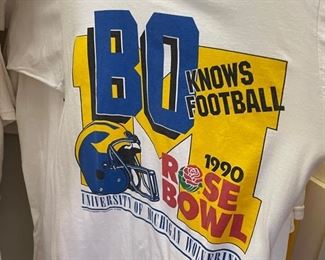 BO
KNOWS
FOOTBALL
M
1990
ROSE
BOWL
UNIVERSITY OF MICHIGAN WOLVERINES